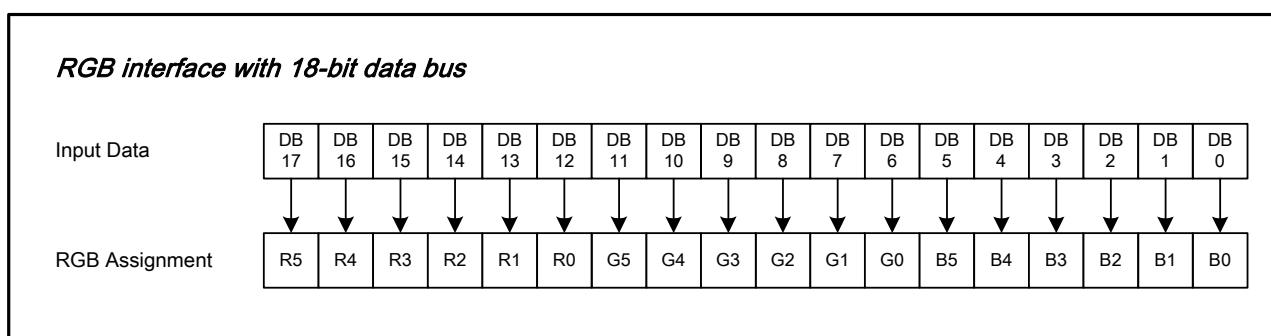 RGB interface with 18-bit data bus
Input Data
DB 17 DB 16 DB 15 DB 14 DB 13 DB 12 DB 11 DB 10 DB 9 DB 8 DB 7 DB 6 DB 5 DB 4 DB 3 DB 2 DB 1 DB 0
RGB Assignment
R5 R4 R3 R2 R1 R0 G5 G4 G3 G2 G1 G0 B5 B4 B3 B2 B1 B0